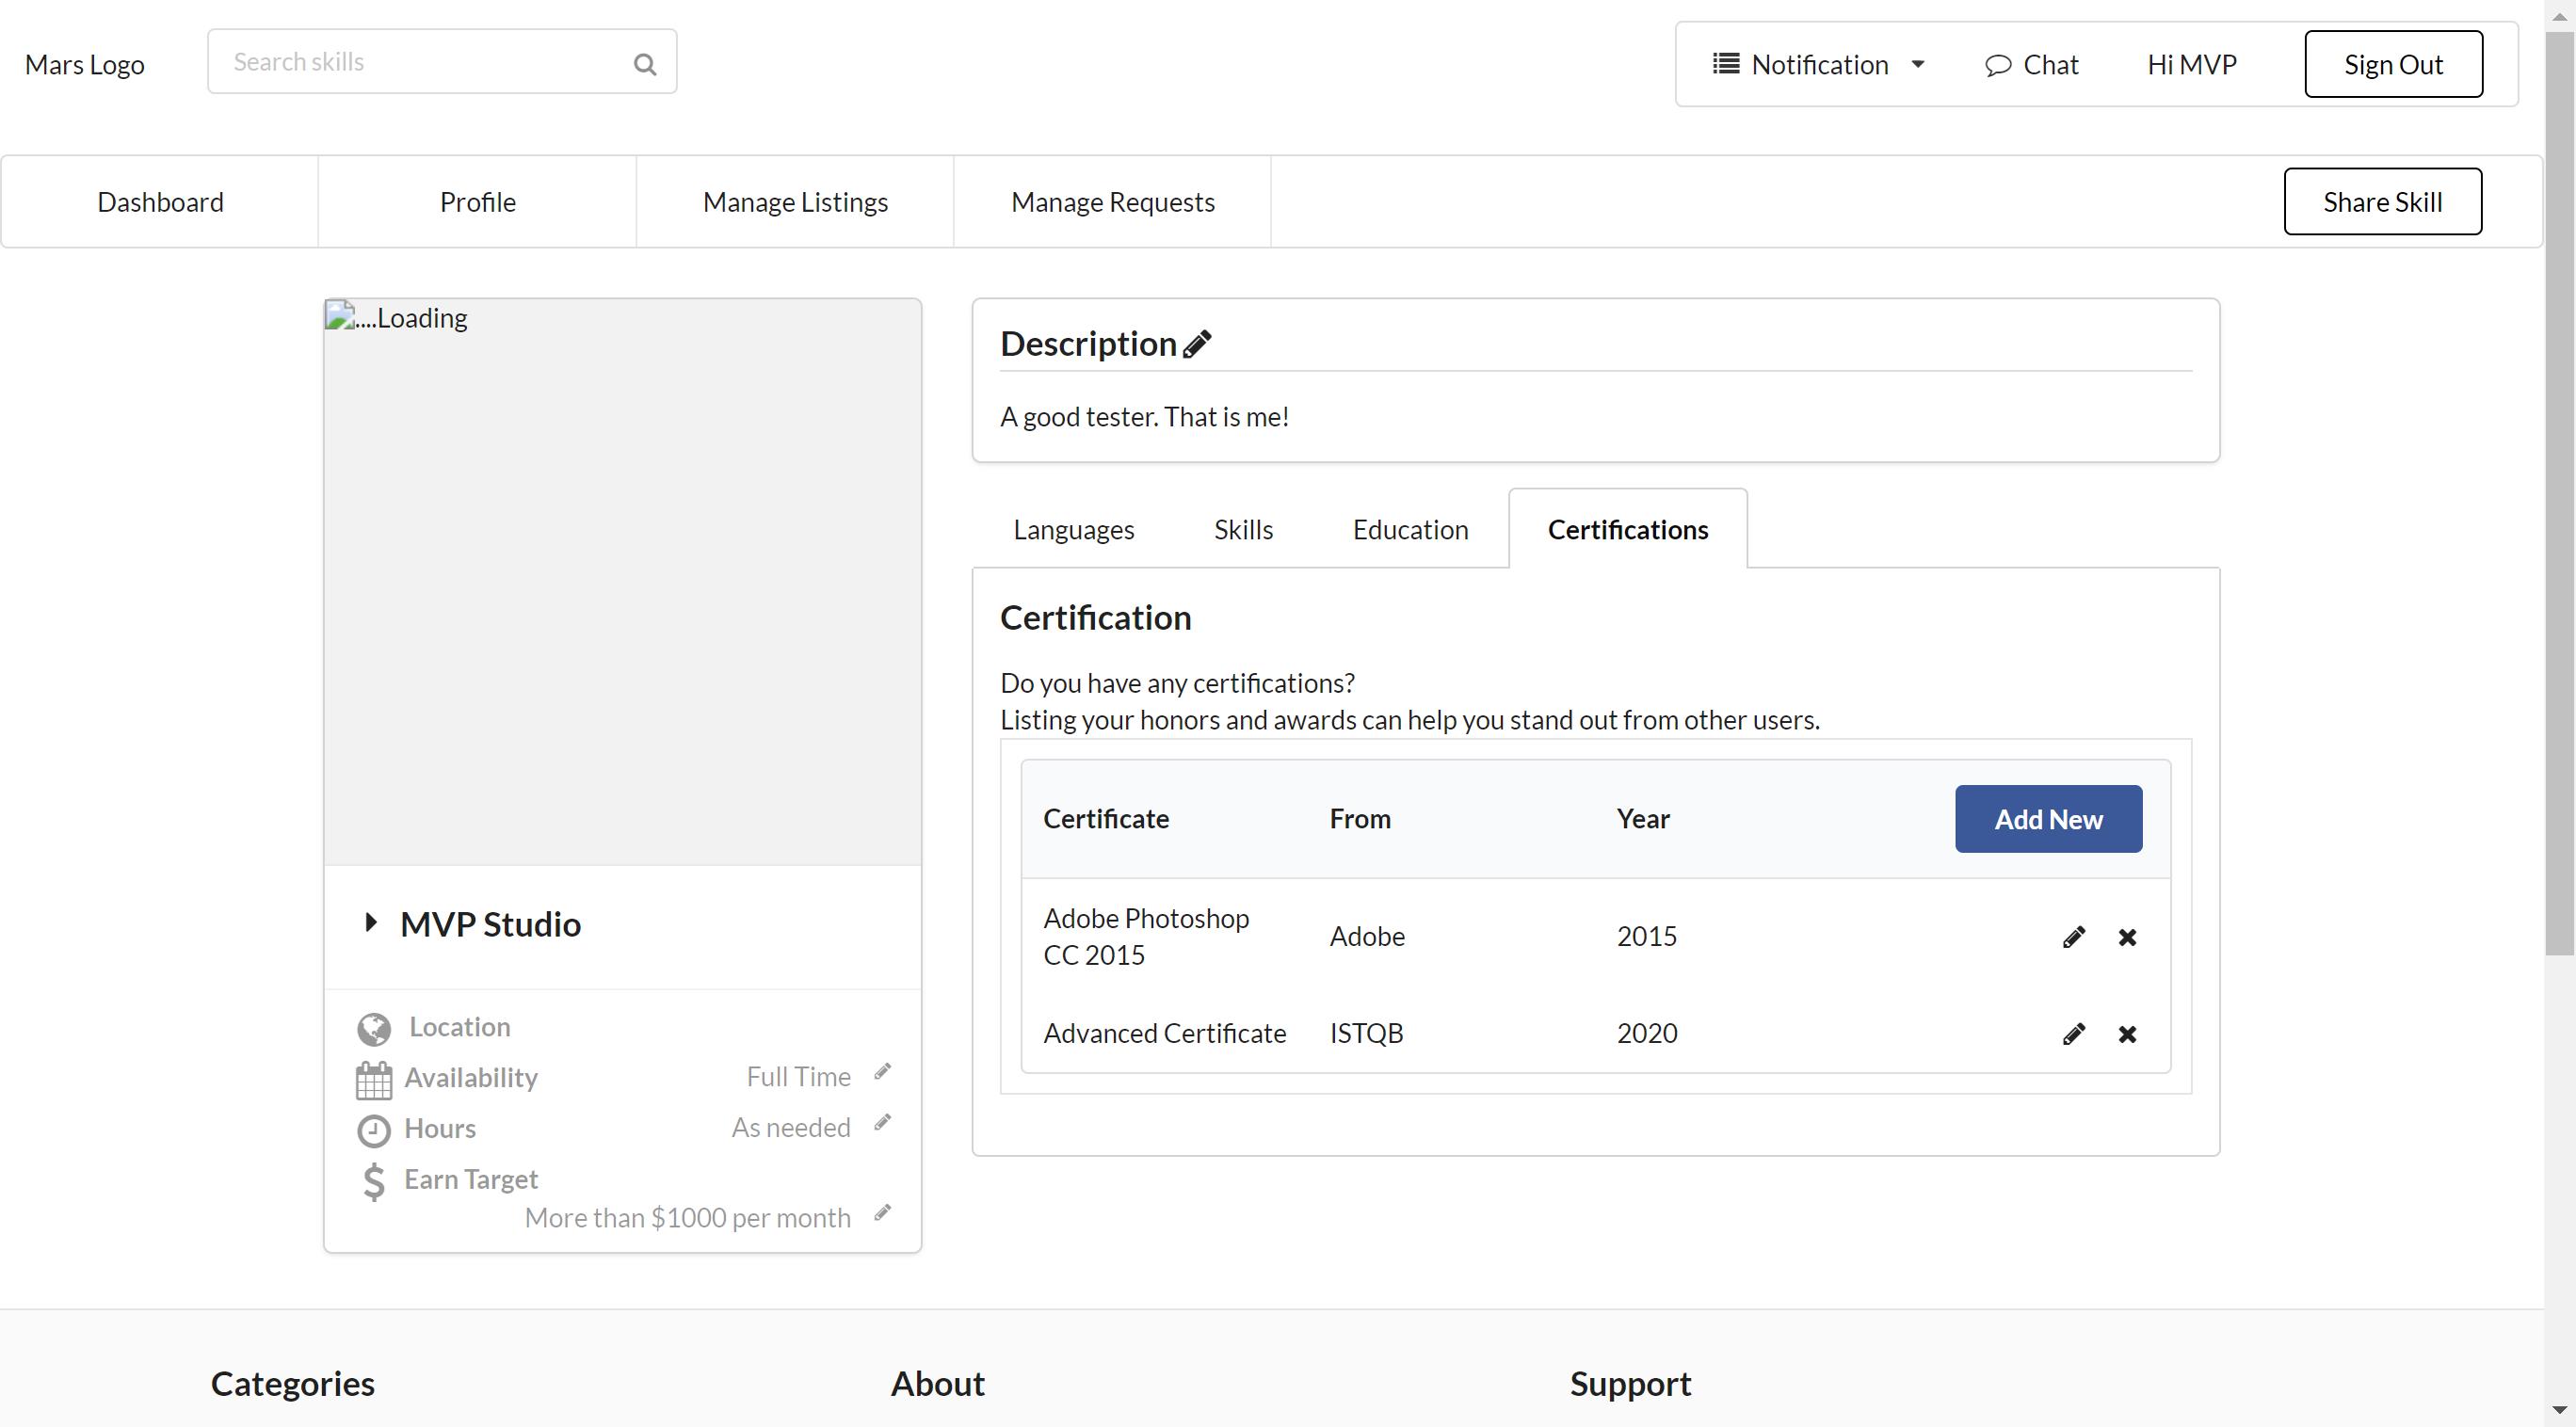 Mars Logo
Search skills
Notification
Chat
Hi MVP
Sign Out
Dashboard
Profile
Manage Listings
Manage Requests
Share Skill
....Loading
MVP Studio
Location
Availability
Full Time
Hours
As needed
Earn Target
More than $1000 per month
Description
A good tester. That is me!
Languages
Skills
Education
Certifications
Certification
Do you have any certifications?
Listing your honors and awards can help you stand out from other users.
Certificate From Year Add New
Adobe Photoshop
CC 2015
Adobe
2015
Advanced Certificate ISTQB 2020
Categories
About
Support